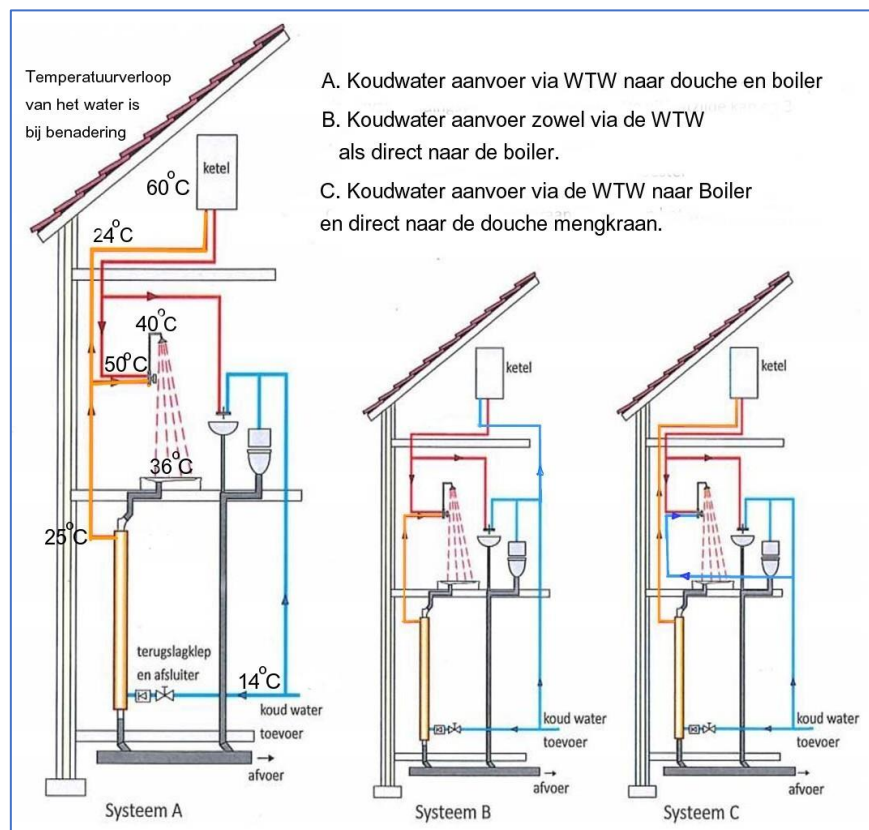 Temperatuurverloop
van het water is
bij benadering
A. Koudwater aanvoer via WTW naar douche en boiler
B. Koudwater aanvoer zowel via de WTW
als direct naar de boiler.
C. Koudwater aanvoer via de WTW naar Boiler
en direct naar de douche mengkraan.
ketel
60°C
24°C
40°C
50°C
36°C
25°C
terugslagklep
en afsluiter
14°C
koud water
toevoer
afvoer
Systeem A
ketel
koud water
toevoer
afvoer
Systeem B
ketel
koud water
toevoer
afvoer
Systeem C